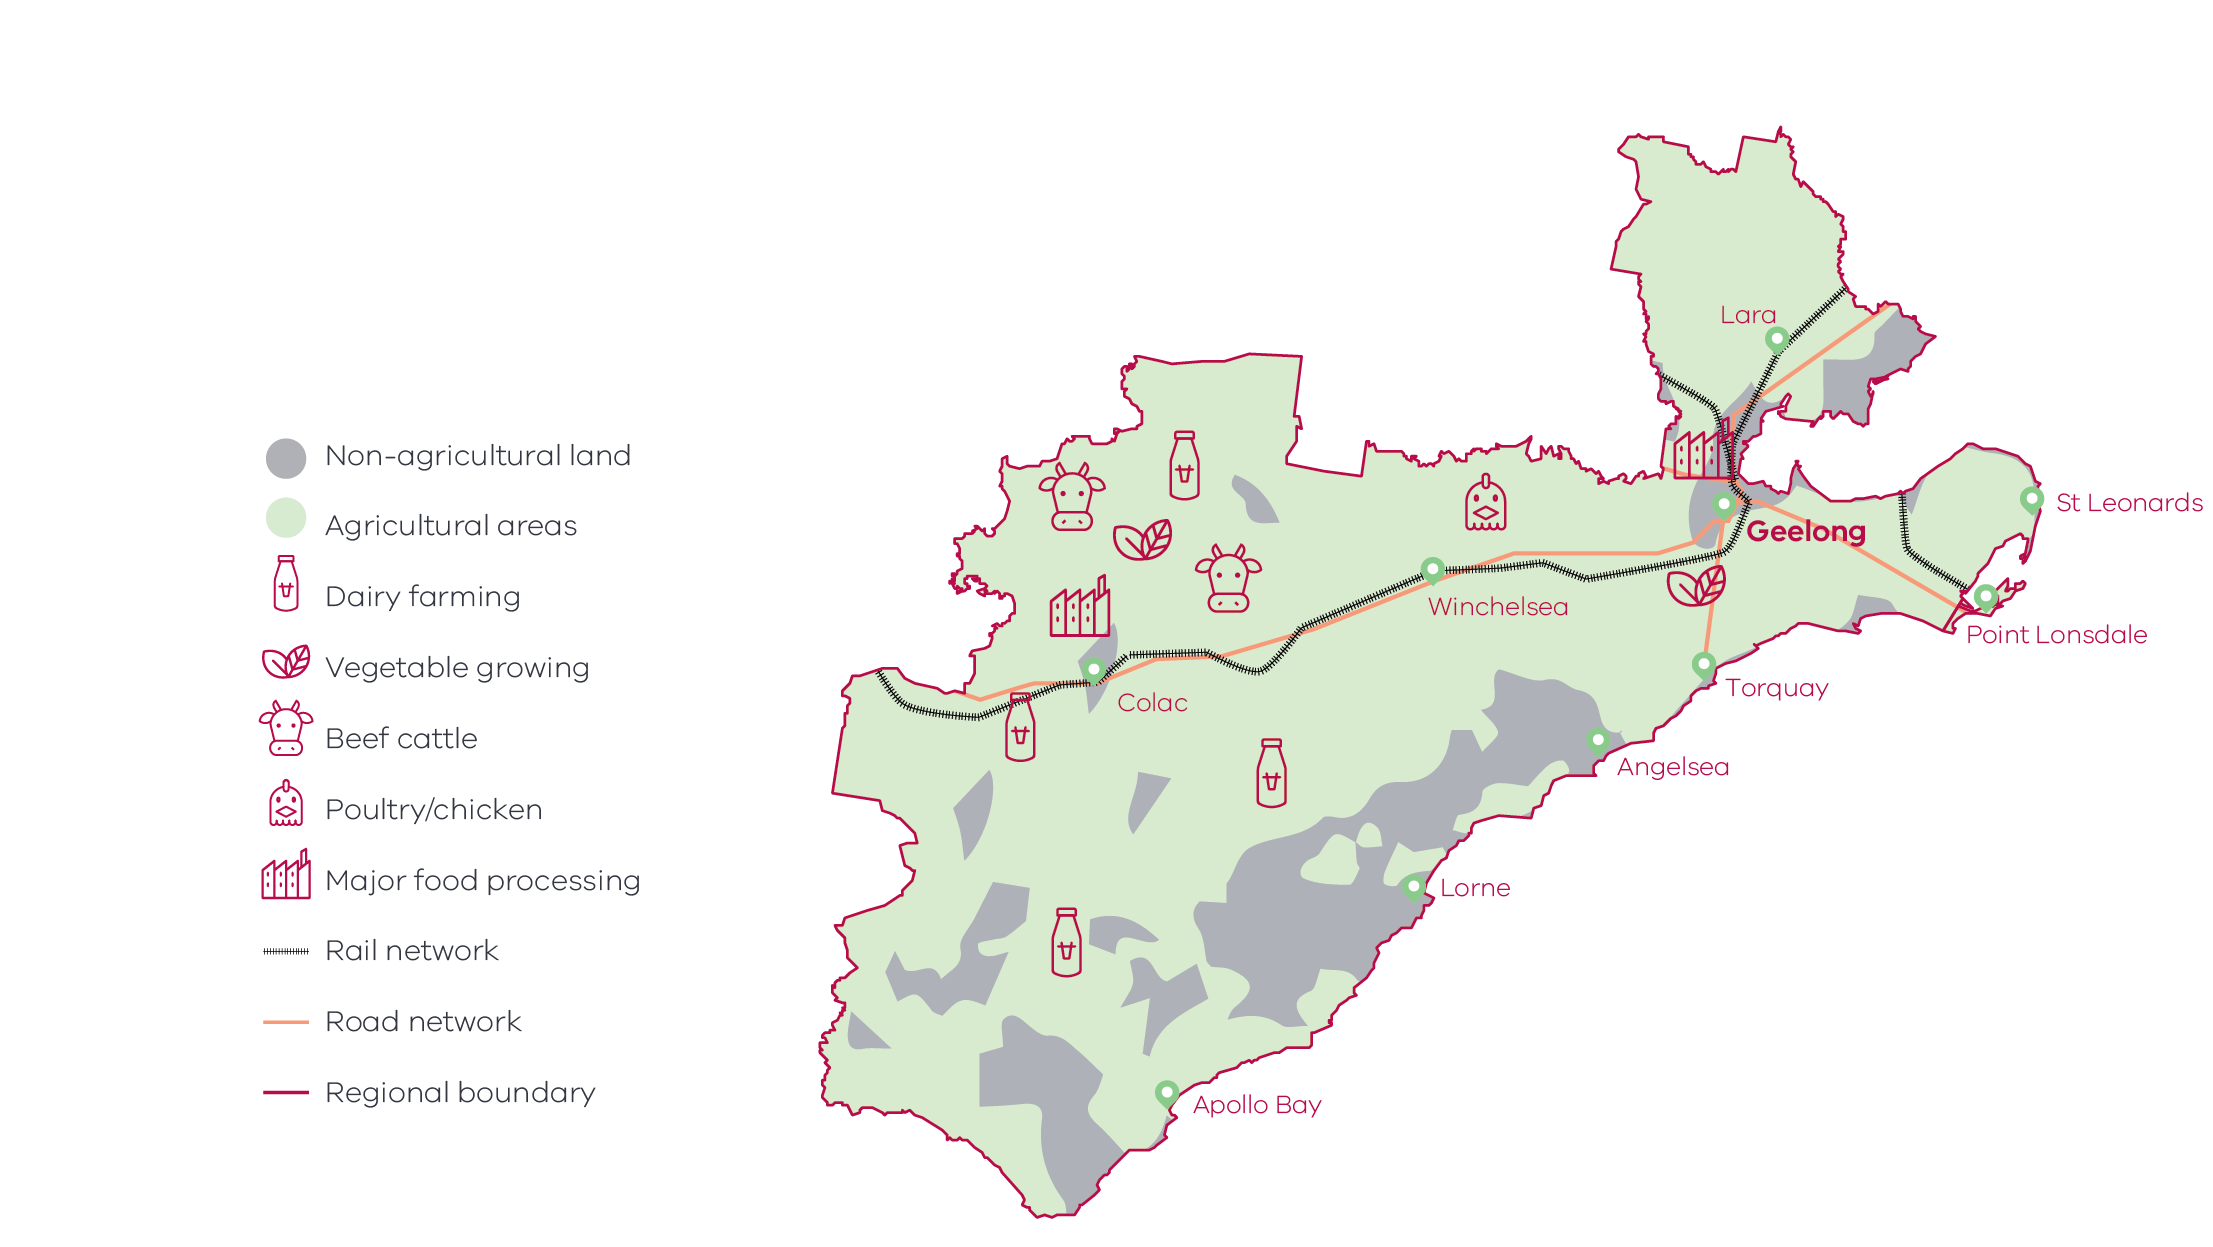 Non-agricultural land
Agricultural areas
Dairy farming
Vegetable growing
Beef cattle
Poultry/chicken
Major food processing
Rail network
Road network
Regional boundary
Lara
St Leonards
Geelong
Winchelsea
Point Lonsdale
Torquay
Colac
Angelsea
Lorne
Apollo Bay